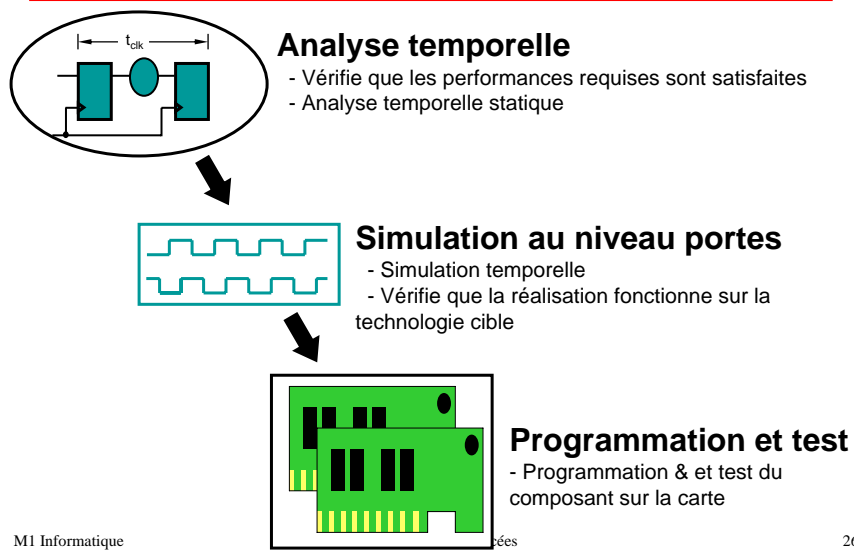 t_clk
Analyse temporelle
- Vérifie que les performances requises sont satisfaites
- Analyse temporelle statique
Simulation au niveau portes
- Simulation temporelle
- Vérifie que la réalisation fonctionne sur la
technologie cible
Programmation et test
- Programmation & et test du
composant sur la carte
M1 Informatique
26